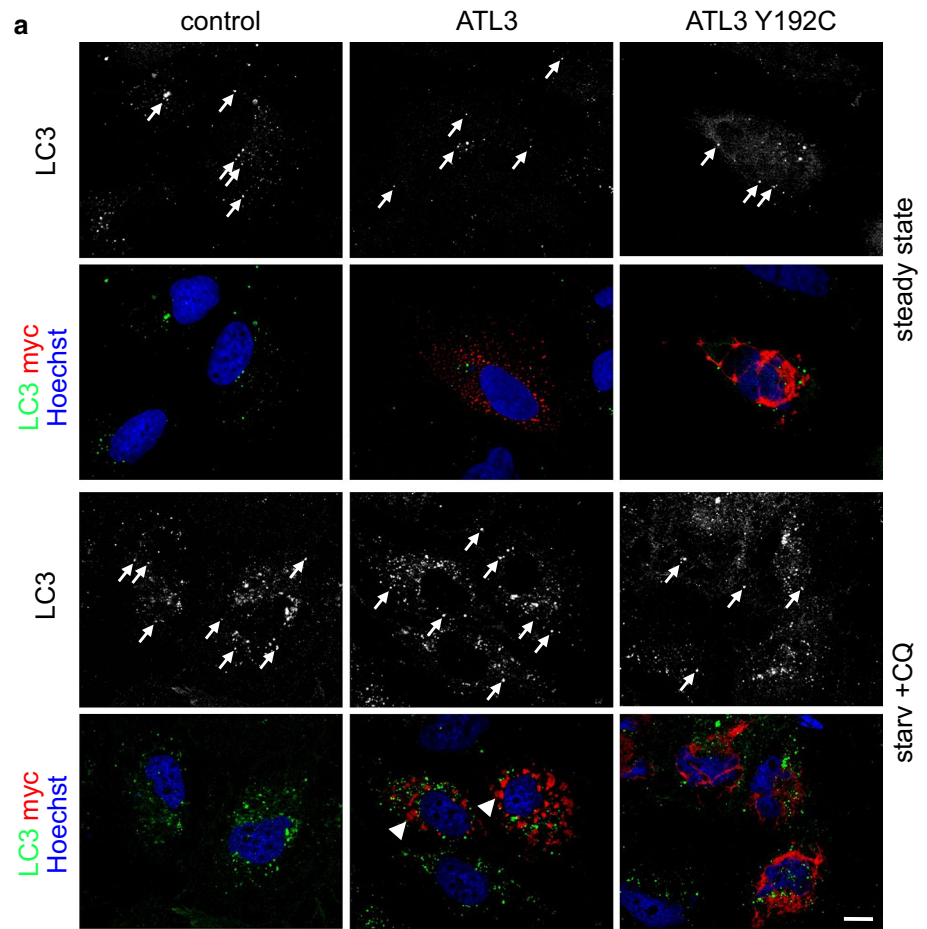 a
control
ATL3
ATL3 Y192C
LC3
steady state
LC3 myc
Hoechst
LC3
starv +CQ
LC3 myc
Hoechst